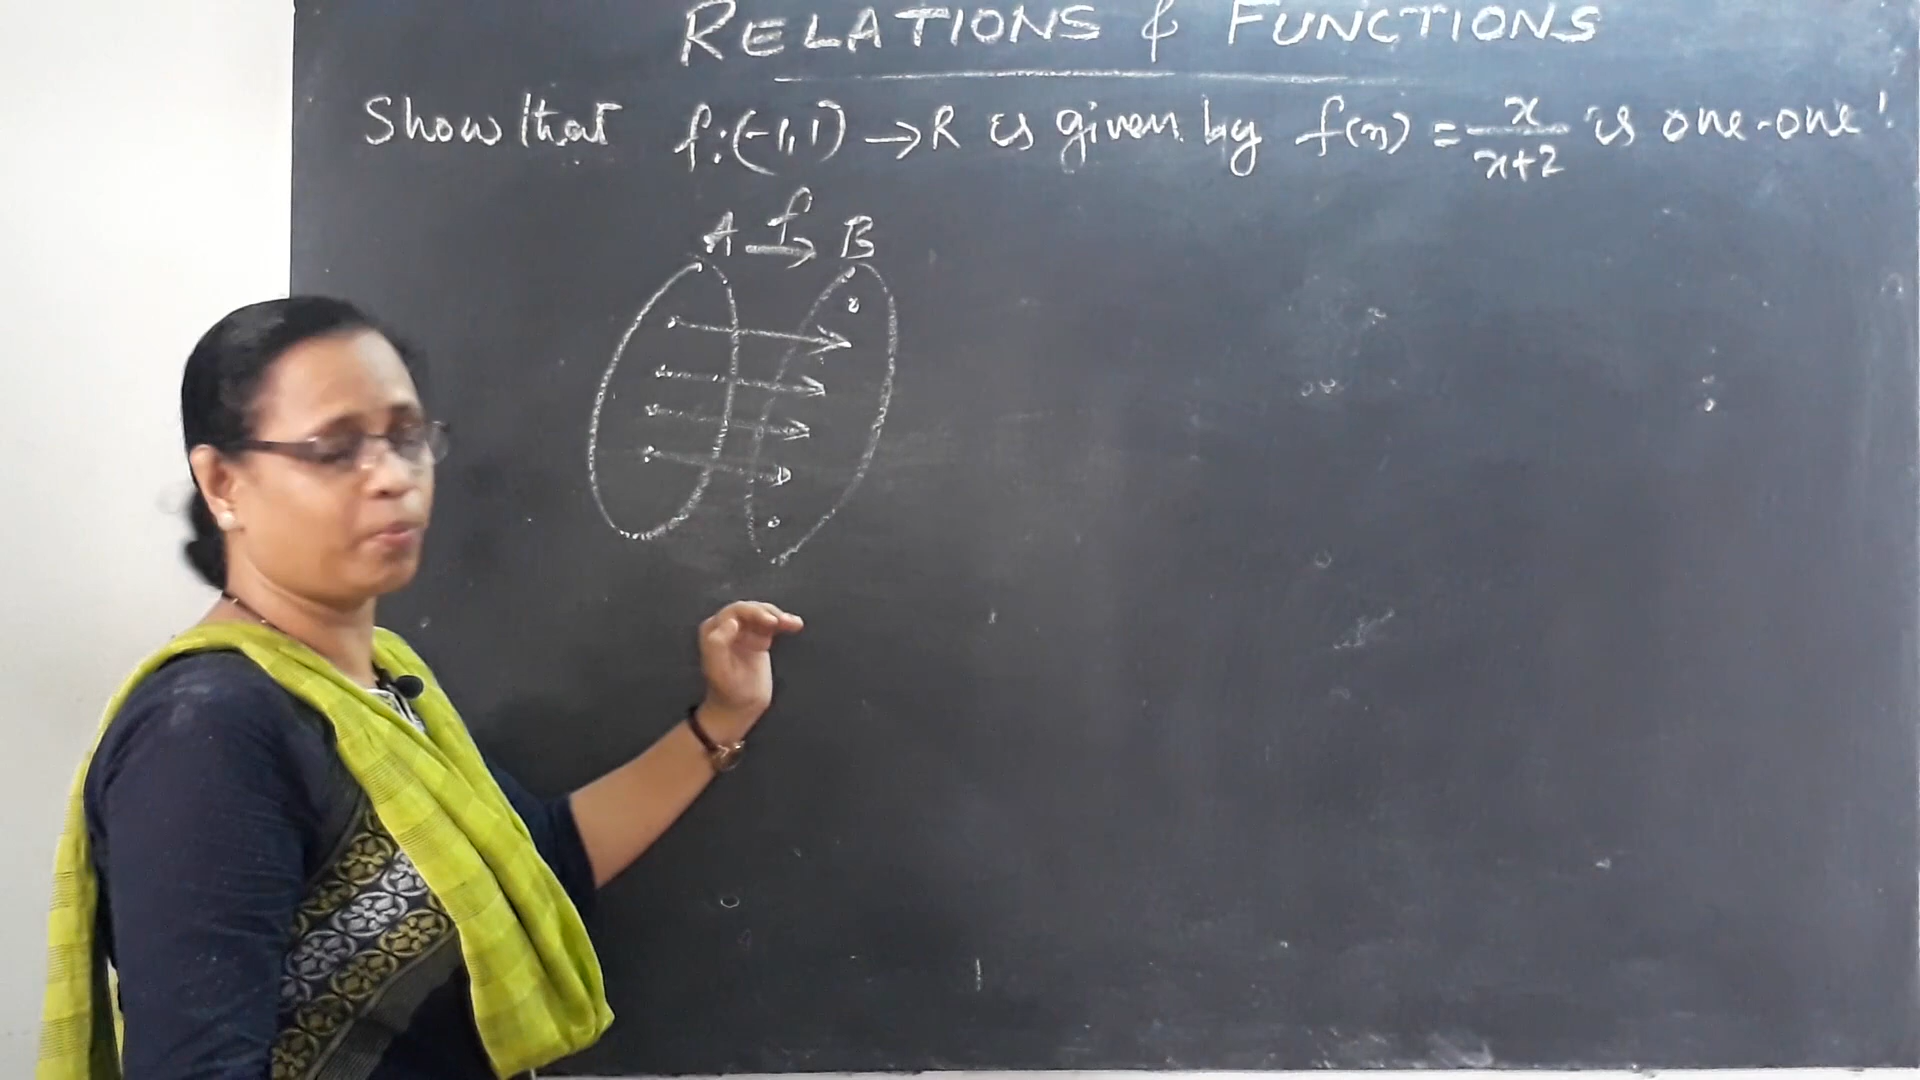 RELATIONS & FUNCTIONS
Show that f:(-1,1) → R is given by f(x) = x/x+2 is one-one!
f
A → B